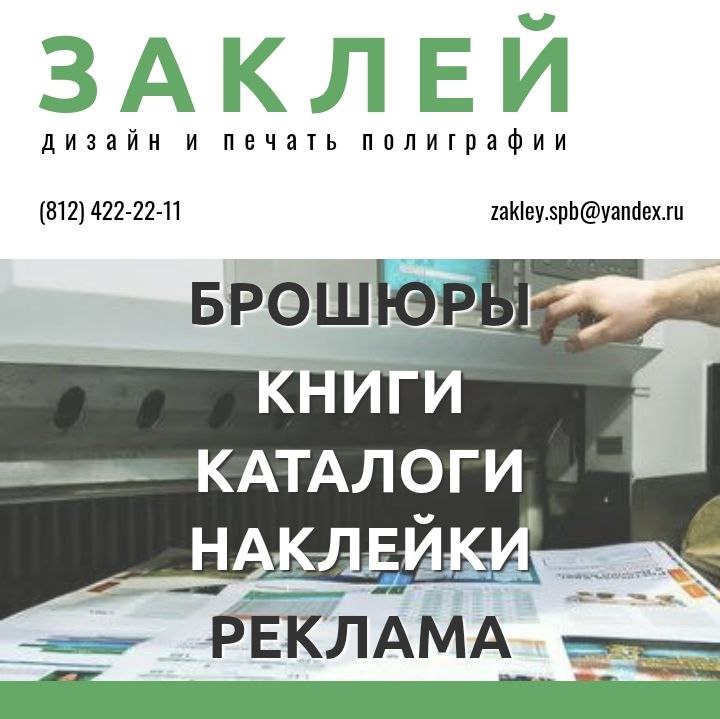 ЗАКЛЕЙ
дизайн и печать полиграфии
(812) 422-22-11 zakley.spb@yandex.ru
БРОШЮРЫ
КНИГИ
КАТАЛОГИ
НАКЛЕЙКИ
РЕКЛАМА